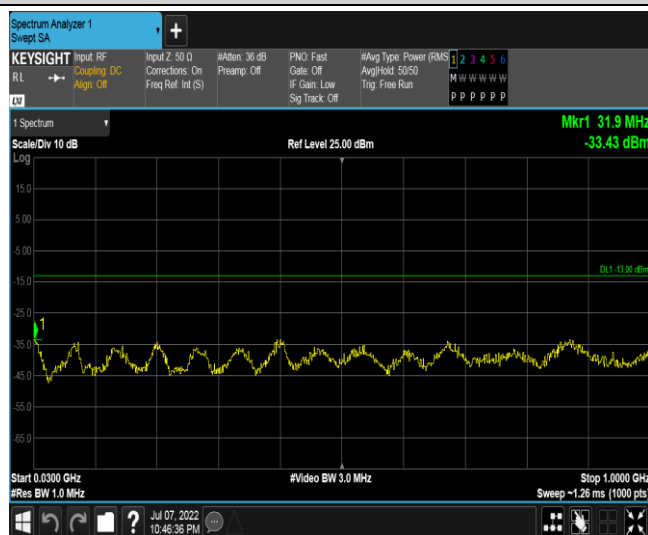 Spectrum Analyzer 1
Swept SA
+
KEYSIGHT
RL
LXI
Input: RF
Coupling: DC
Align: Off
Input Z: 50 Ω
Corrections: On
Freq Ref: Int (S)
#Atten: 36 dB
Preamp: Off
PNO: Fast
Gate: Off
IF Gain: Low
Sig Track: Off
#Avg Type: Power (RMS
Avg|Hold: 50/50
Trig: Free Run
1 2 3 4 5 6
M W W W W W
P P P P P P
1 Spectrum
Mkr1 31.9 MHz
-33.43 dBm
Scale/Div 10 dB
Ref Level 25.00 dBm
Log
15.0
5.00
-5.00
DL1 -13.00 dBm
-15.0
-25.0
1
-35.0
-45.0
-55.0
-65.0
Start 0.0300 GHz
#Video BW 3.0 MHz
Stop 1.0000 GHz
#Res BW 1.0 MHz
Sweep ~1.26 ms (1000 pts)
?
Jul 07, 2022
10:46:36 PM